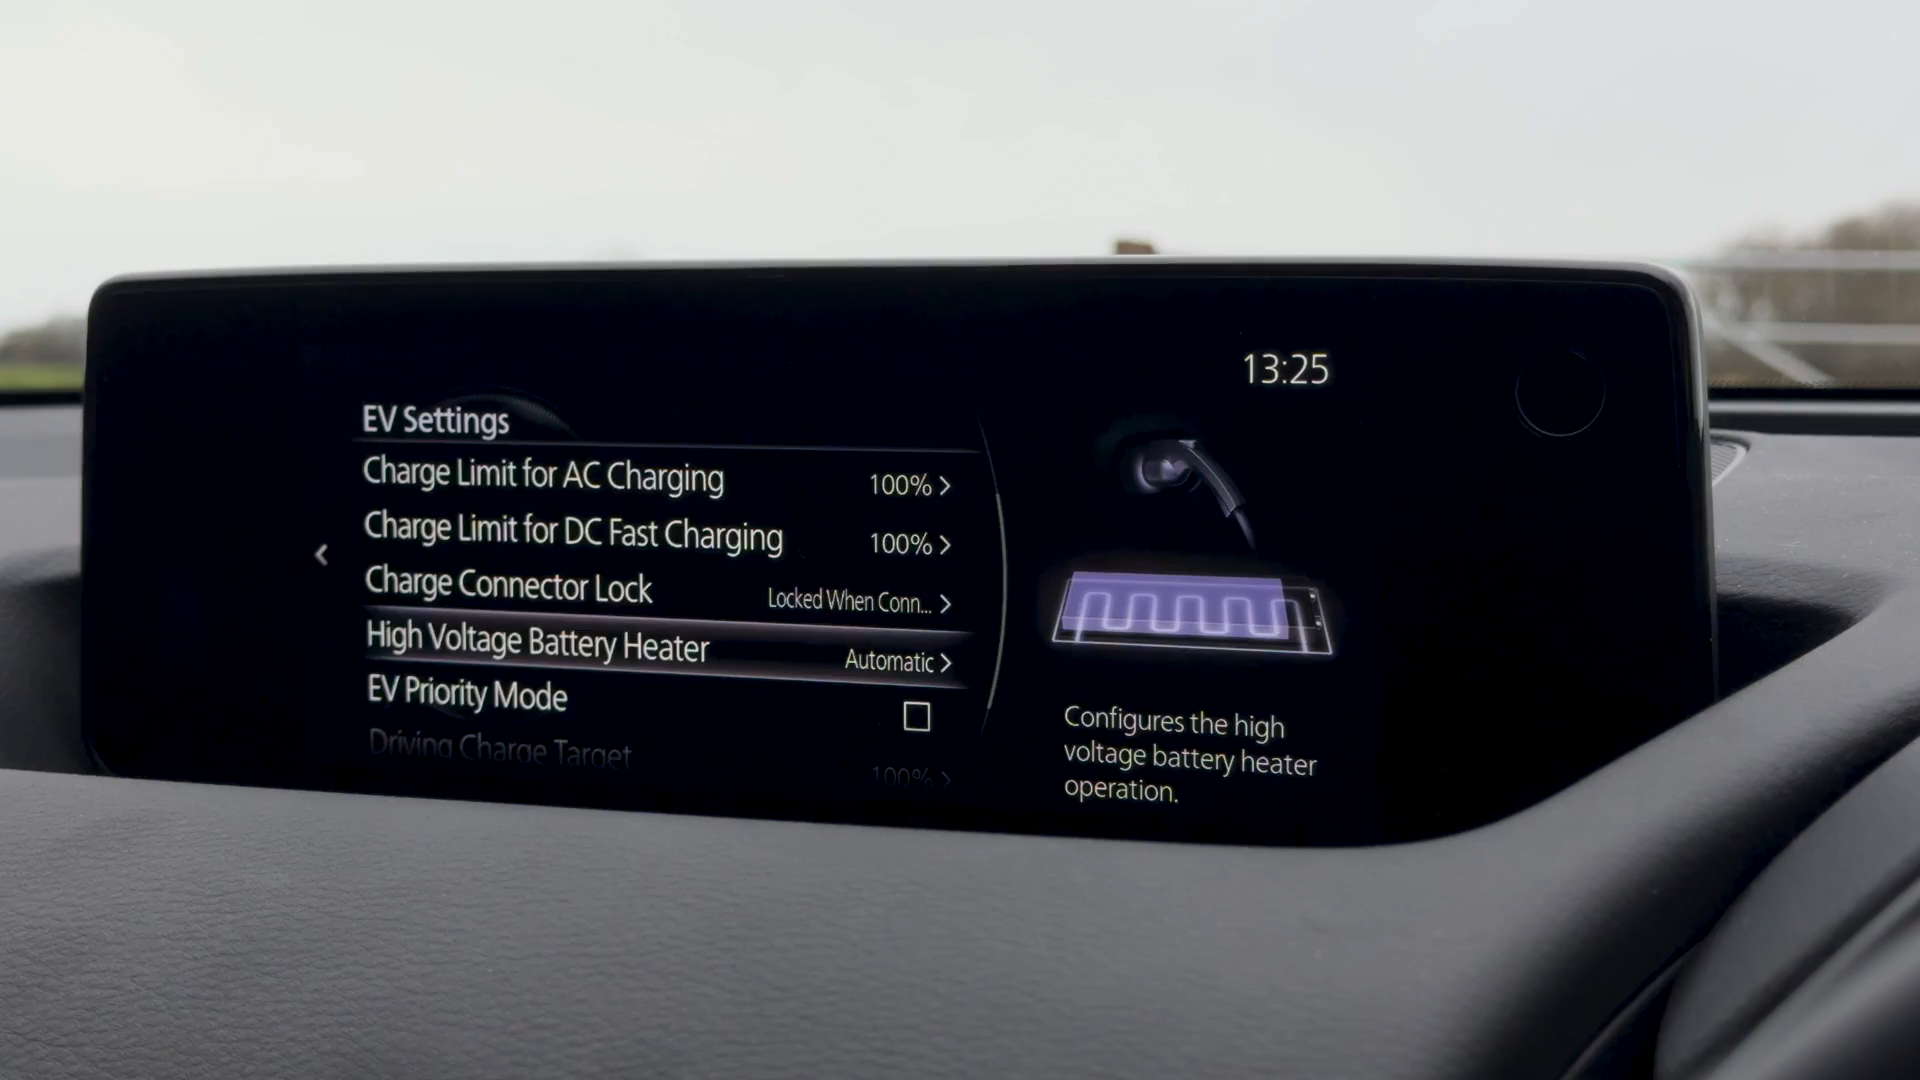 13:25
EV Settings
Charge Limit for AC Charging 100%
Charge Limit for DC Fast Charging 100%
Charge Connector Lock Locked When Conn...
High Voltage Battery Heater Automatic
EV Priority Mode
Driving Charge Target 100%
Configures the high
voltage battery heater
operation.